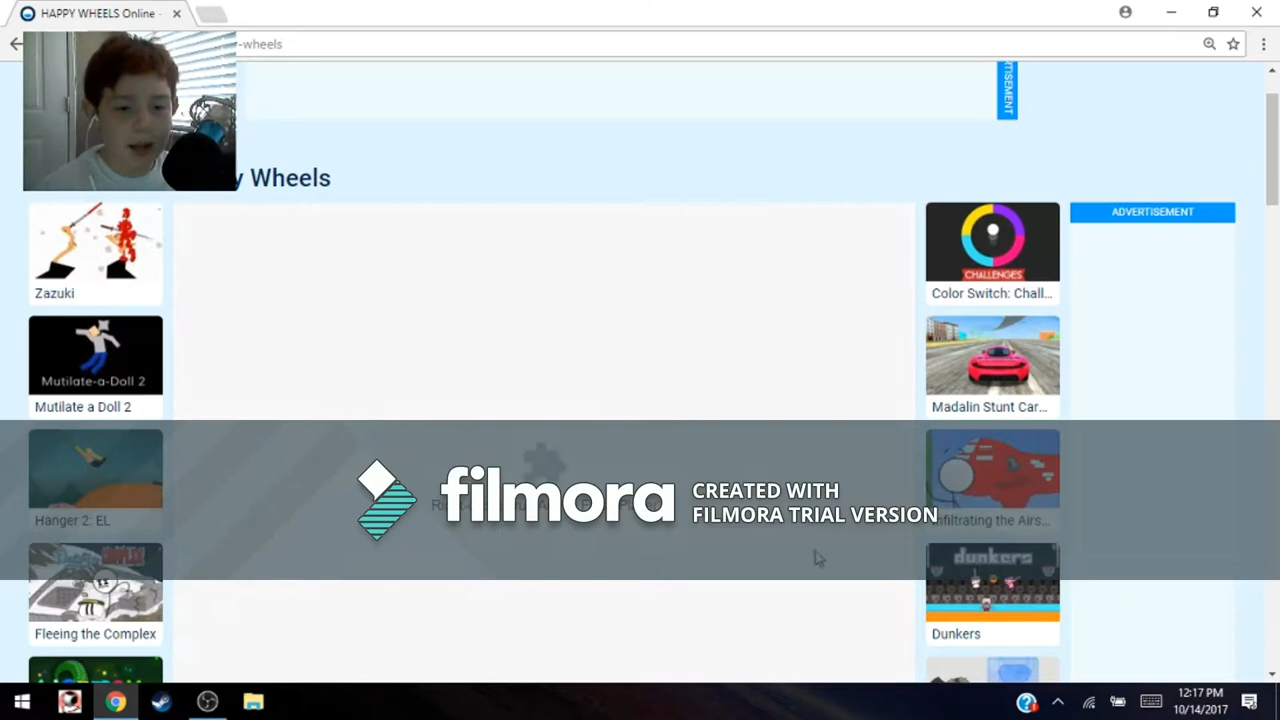 HAPPY WHEELS Online -
-wheels
ADVERTISEMENT
y Wheels
Zazuki
CHALLENGES
Color Switch: Chall...
ADVERTISEMENT
Mutilate-a-Doll 2
Mutilate a Doll 2
Madalin Stunt Car...
filmora
CREATED WITH
FILMORA TRIAL VERSION
Hanger 2: EL
nfiltrating the Airs...
Fleeing the Complex
dunkers
Dunkers
12:17 PM
10/14/2017